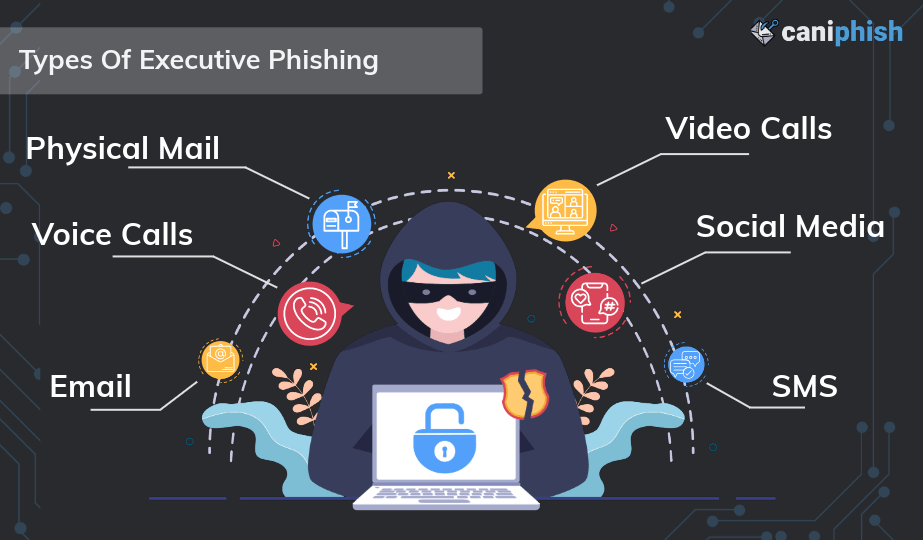 caniphish
Types Of Executive Phishing
Physical Mail
Video Calls
Voice Calls
Social Media
Email
SMS